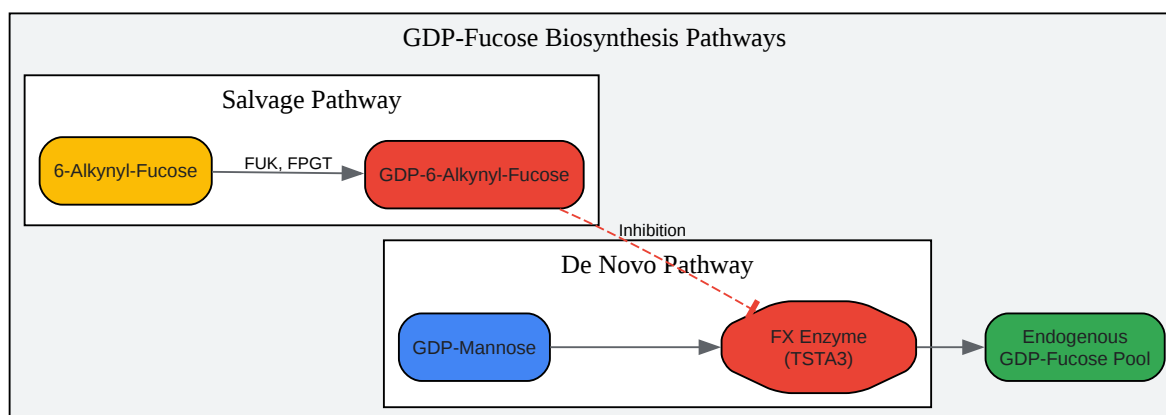 GDP-Fucose Biosynthesis Pathways
Salvage Pathway
6-Alkynyl-Fucose
FUK, FPGT
GDP-6-Alkynyl-Fucose
Inhibition
De Novo Pathway
GDP-Mannose
FX Enzyme
(TSTA3)
Endogenous
GDP-Fucose Pool